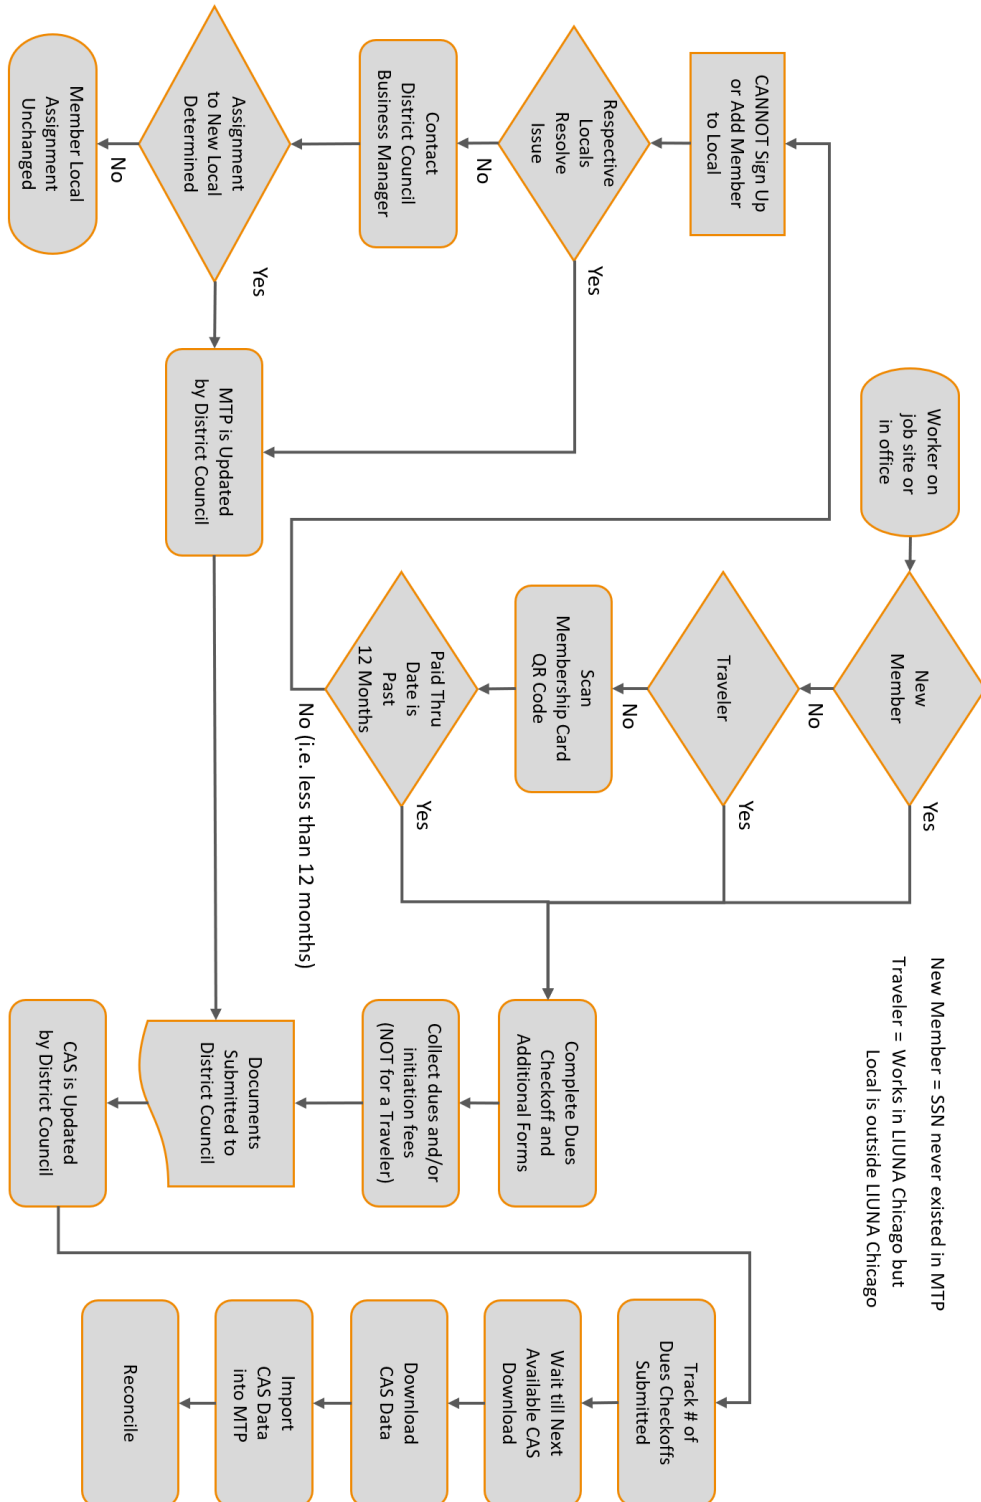 CANNOT Sign Up
or Add Member
to Local
Respective
Locals
Resolve
Issue
Yes
No
Contact
District Council
Business Manager
Assignment
to New Local
Determined
Yes
No
Member Local
Assignment
Unchanged
MTP is Updated
by District Council
Worker on
job site or
in office
New
Member
Yes
No
Traveler
Yes
No
Scan
Membership Card
QR Code
Paid Thru
Date is
Past
12 Months
Yes
No (i.e. less than 12 months)
New Member = SSN never existed in MTP
Traveler = Works in LIUNA Chicago but
Local is outside LIUNA Chicago
Complete Dues
Checkoff and
Additional Forms
Collect dues and/or
initiation fees
(NOT for a Traveler)
Documents
Submitted to
District Council
CAS is Updated
by District Council
Track # of
Dues Checkoffs
Submitted
Wait till Next
Available CAS
Download
Download
CAS Data
Import
CAS Data
into MTP
Reconcile